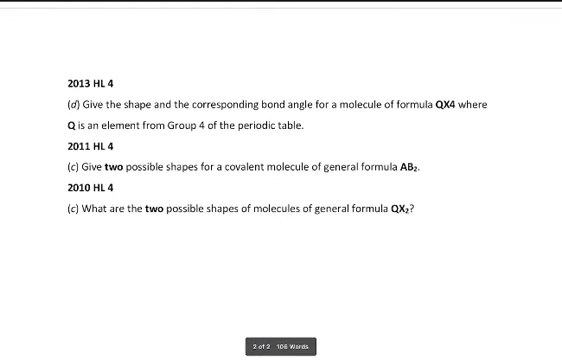 2013 HL 4
(d) Give the shape and the corresponding bond angle for a molecule of formula QX4 where
Q is an element from Group 4 of the periodic table.
2011 HL 4
(c) Give two possible shapes for a covalent molecule of general formula AB₂.
2010 HL 4
(c) What are the two possible shapes of molecules of general formula QX₂?
2 of 2 106 Words